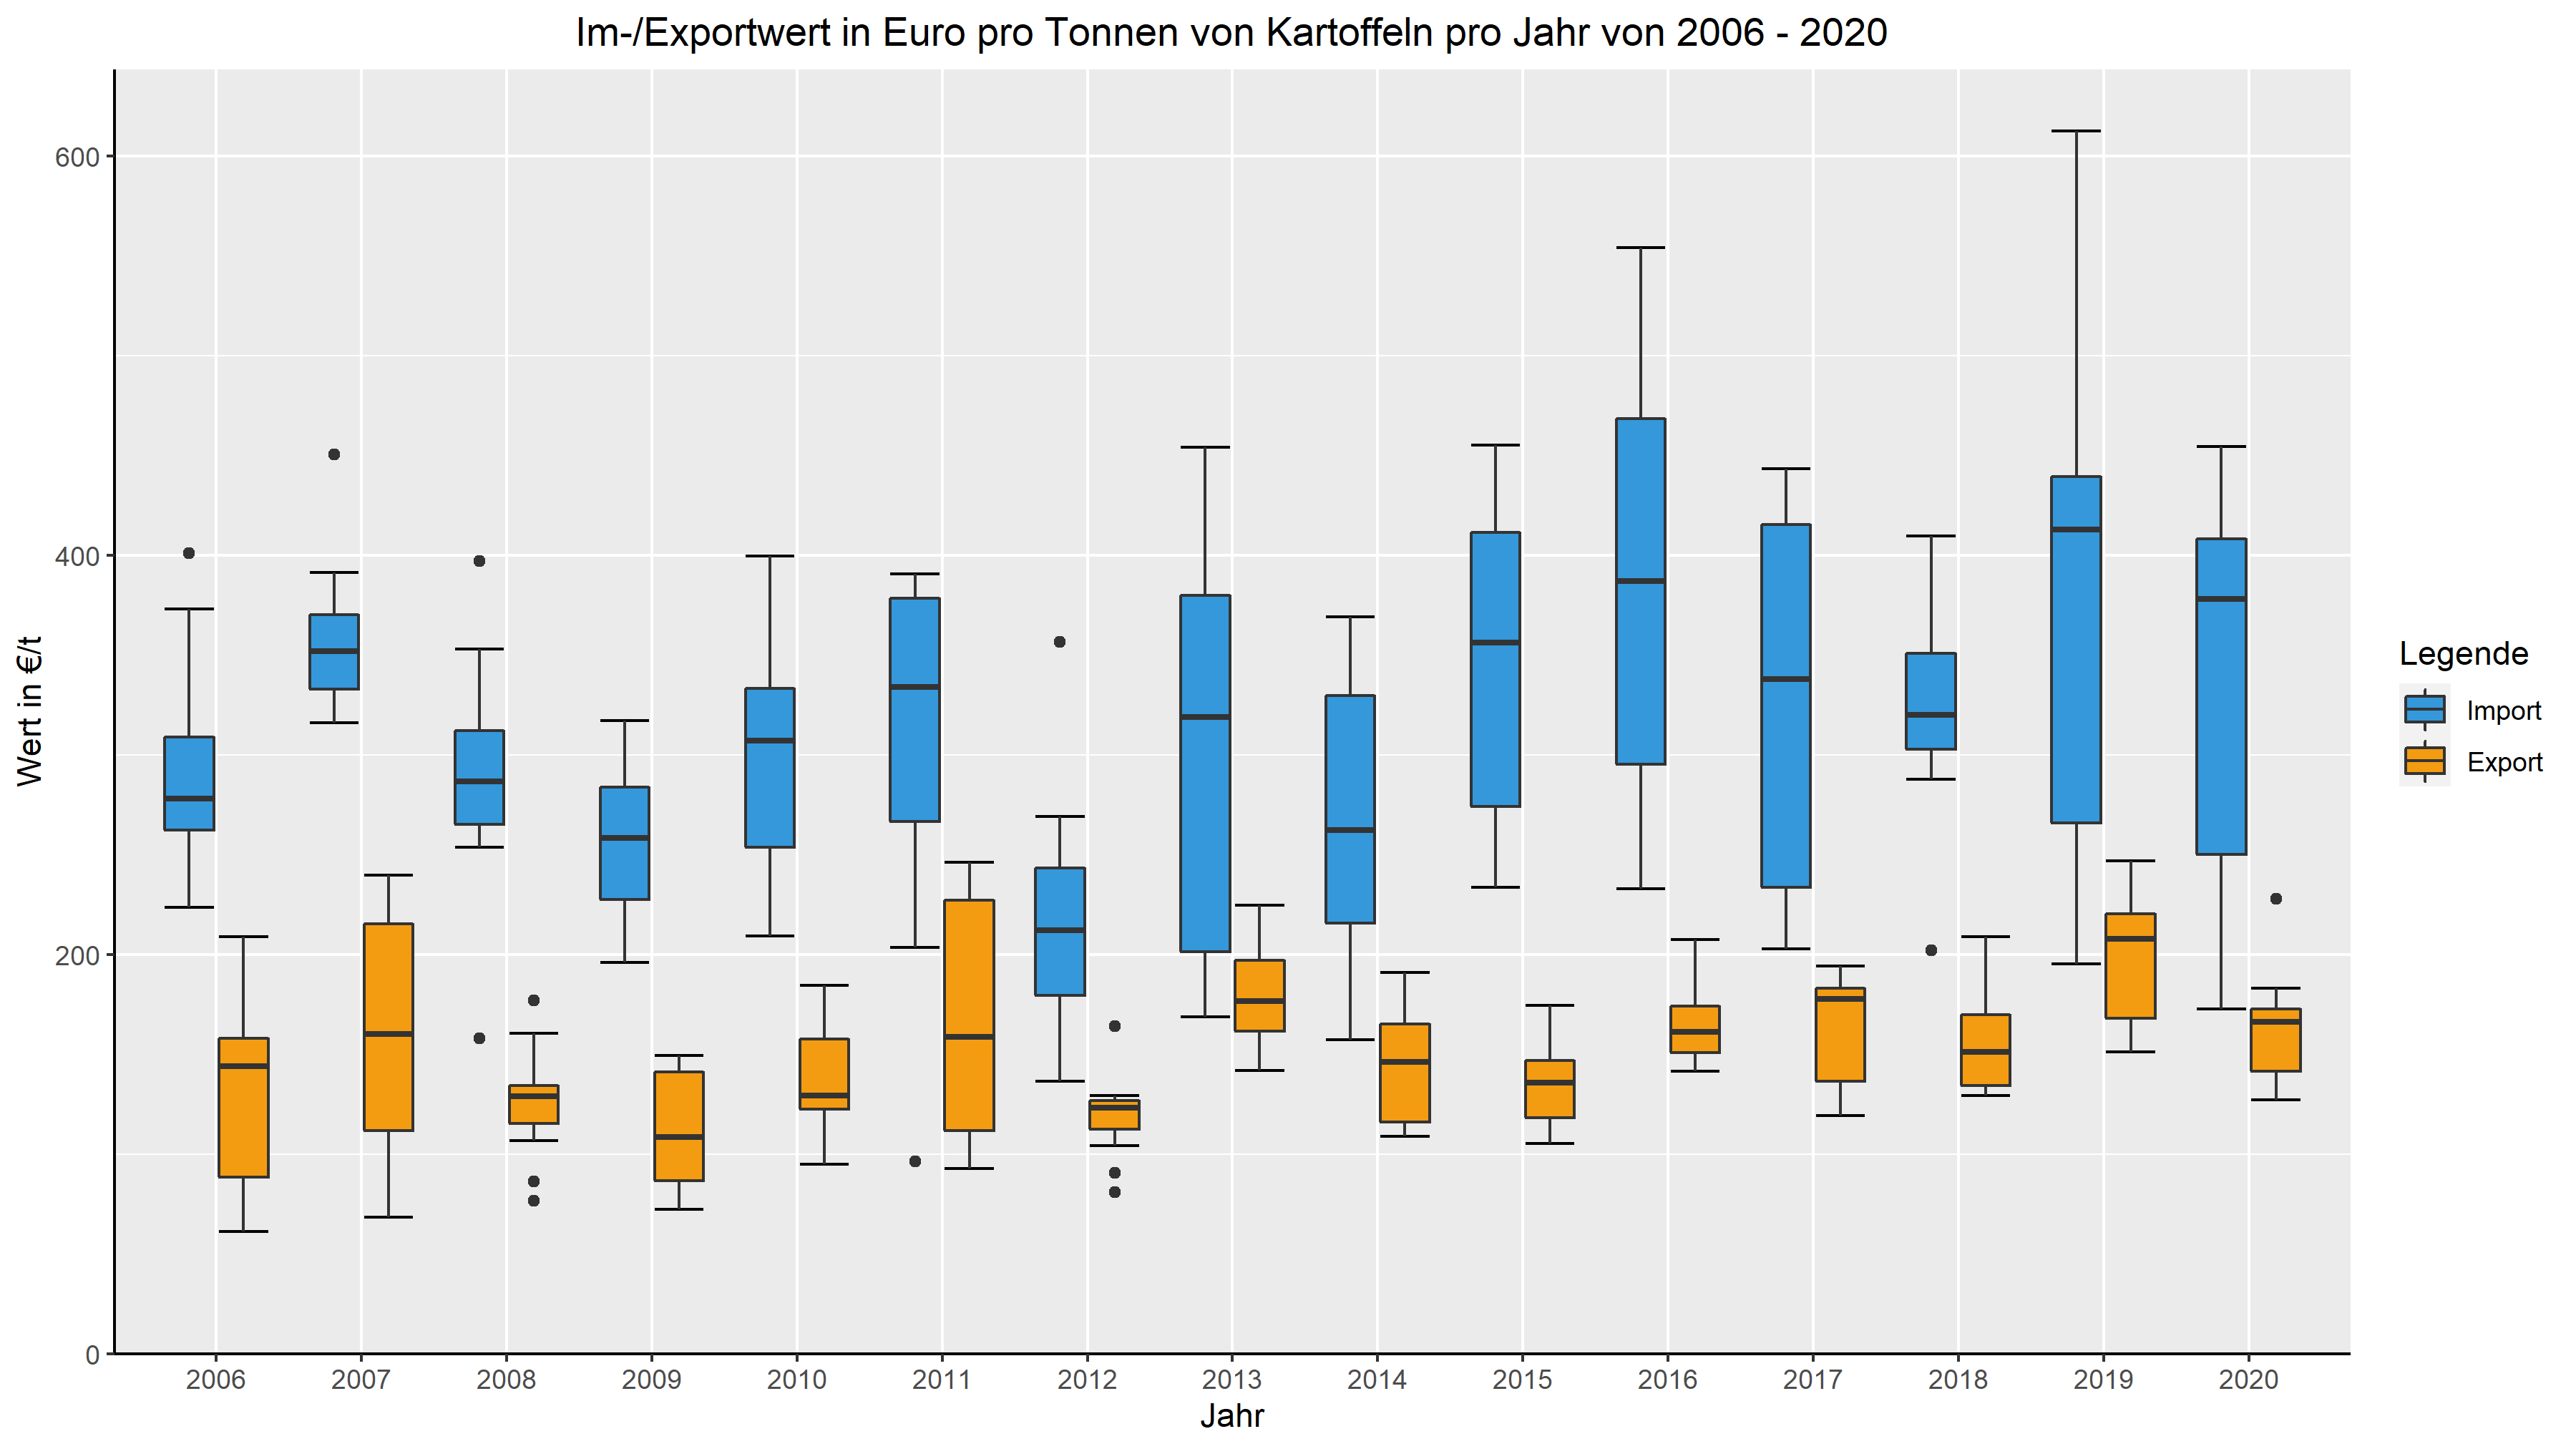 Im-/Exportwert in Euro pro Tonnen von Kartoffeln pro Jahr von 2006 - 2020
600
400
200
0
Wert in €/t
2006 2007 2008 2009 2010 2011 2012 2013 2014 2015 2016 2017 2018 2019 2020
Jahr
Legende
Import
Export